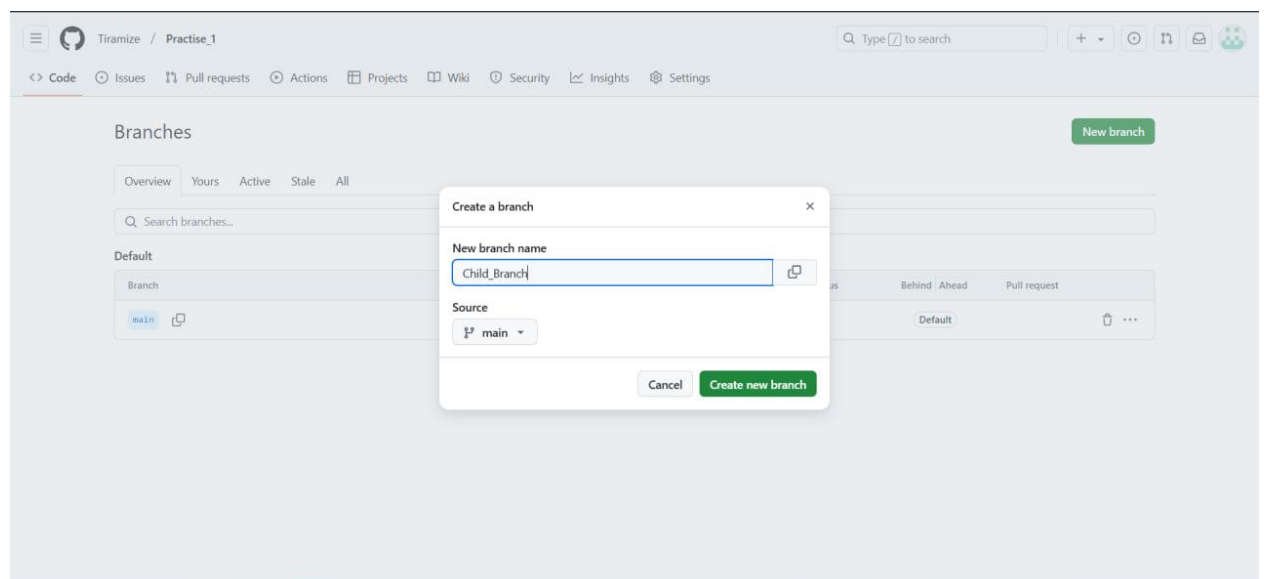 Tiramize / Practise_1
Type / to search
Code Issues Pull requests Actions Projects Wiki Security Insights Settings
Branches
New branch
Overview Yours Active Stale All
Search branches...
Create a branch
New branch name
Child_Branch
Default
Branch us Behind Ahead Pull request
Source
main Default
main
Cancel Create new branch